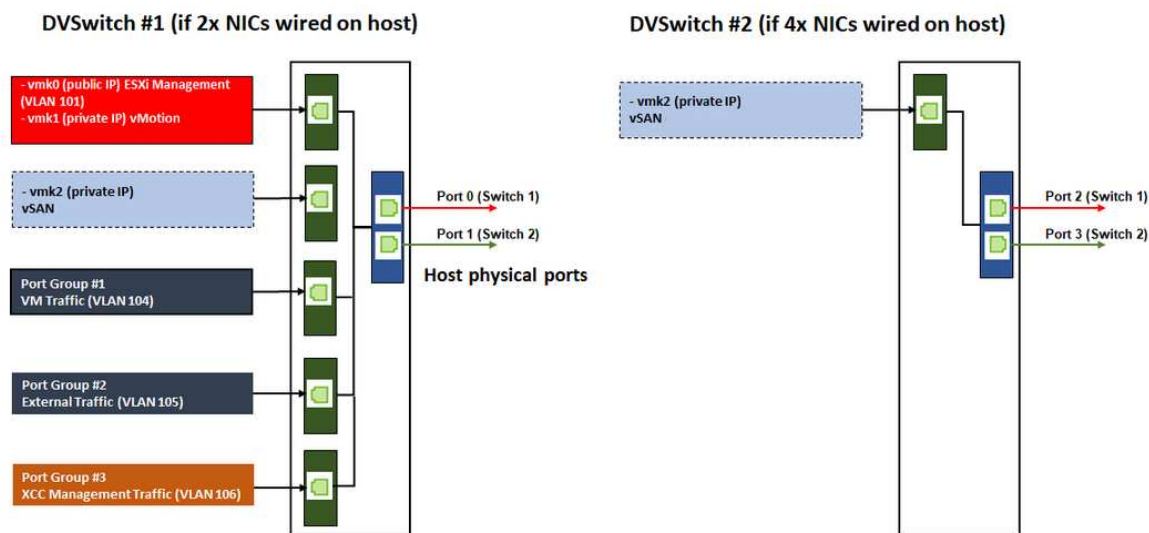 DVSwitch #1 (if 2x NICs wired on host)
- vmk0 (public IP) ESXi Management
(VLAN 101)
- vmk1 (private IP) vMotion
- vmk2 (private IP)
vSAN
Port Group #1
VM Traffic (VLAN 104)
Port Group #2
External Traffic (VLAN 105)
Port Group #3
XCC Management Traffic (VLAN 106)
Port 0 (Switch 1)
Port 1 (Switch 2)
Host physical ports
DVSwitch #2 (if 4x NICs wired on host)
- vmk2 (private IP)
vSAN
Port 2 (Switch 1)
Port 3 (Switch 2)